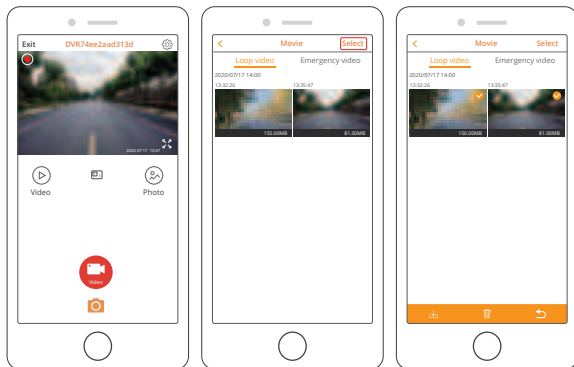 Exit DVR74ee2aad313d
2020 07 17 13:37
Video Photo
Video
Movie Select
Loop video Emergency video
2020/07/17 14:00
13:32:26 13:35:47
150.00MB 81.00MB
Movie Select
Loop video Emergency video
2020/07/17 14:00
13:32:26 13:35:47
150.00MB 81.00MB